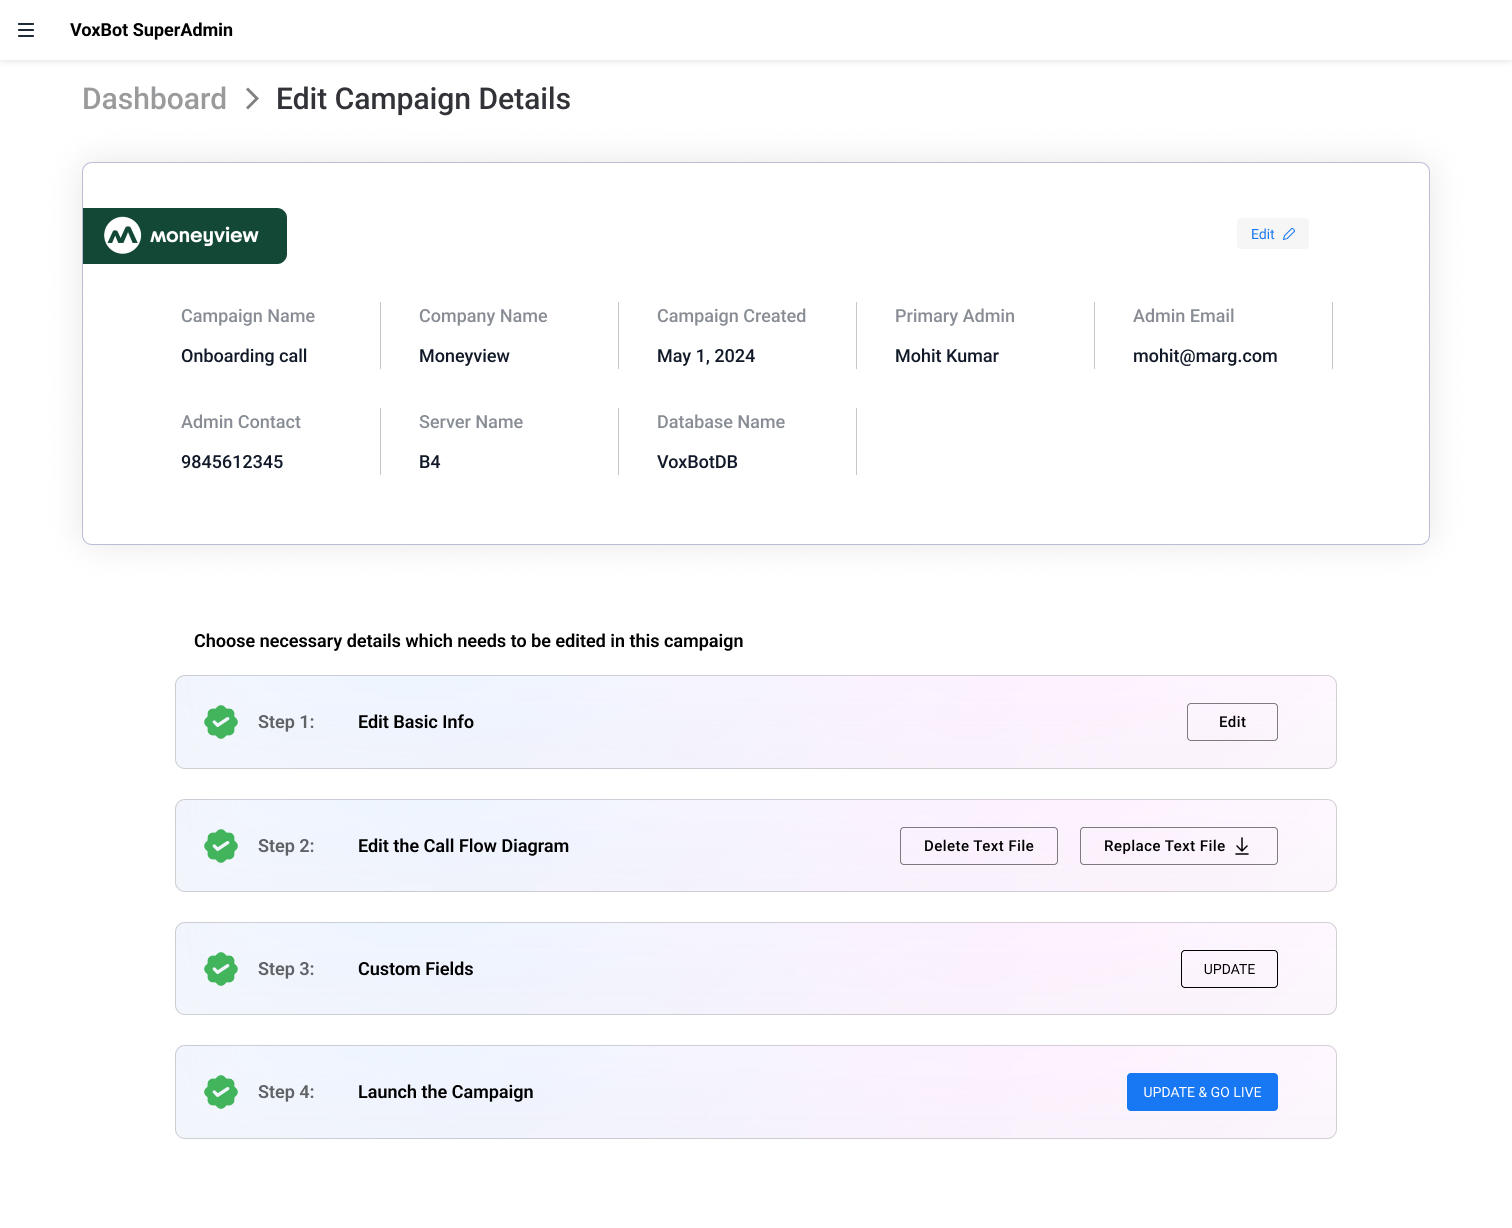 VoxBot SuperAdmin
Dashboard > Edit Campaign Details
moneyview
Edit
Campaign Name
Company Name
Campaign Created
Primary Admin
Admin Email
Onboarding call
Moneyview
May 1, 2024
Mohit Kumar
mohit@marg.com
Admin Contact
Server Name
Database Name
9845612345
B4
VoxBotDB
Choose necessary details which needs to be edited in this campaign
Step 1: Edit Basic Info
Edit
Step 2: Edit the Call Flow Diagram
Delete Text File
Replace Text File
Step 3: Custom Fields
UPDATE
Step 4: Launch the Campaign
UPDATE & GO LIVE